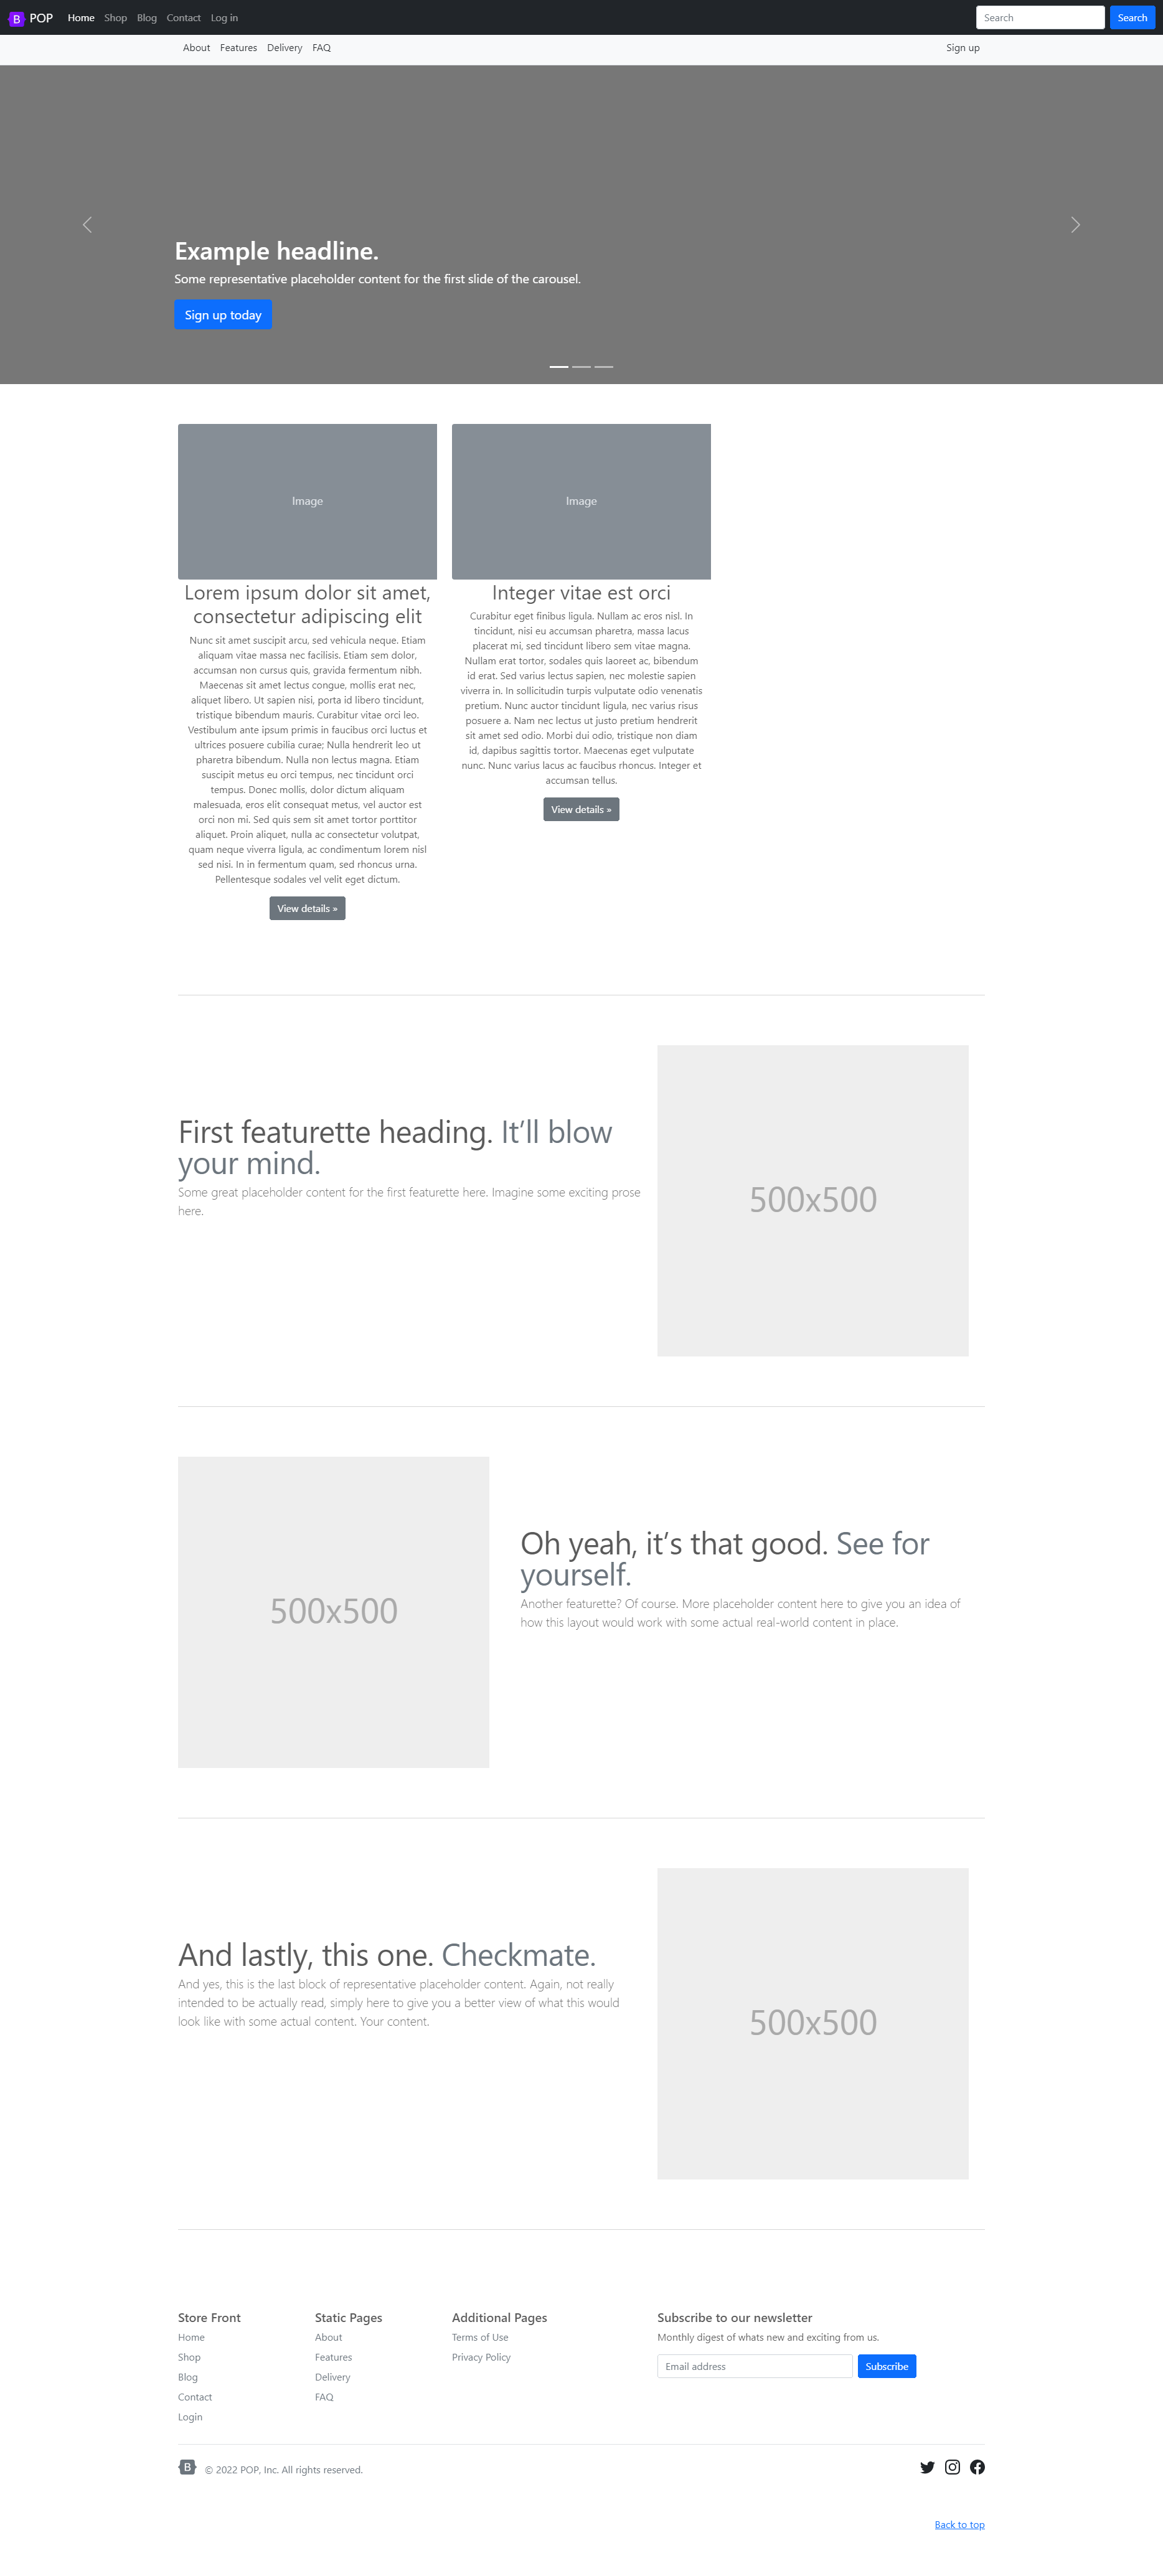 B POP Home Shop Blog Contact Log in Search Search
About Features Delivery FAQ Sign up
Example headline.
Some representative placeholder content for the first slide of the carousel.
Sign up today
Image
Lorem ipsum dolor sit amet,
consectetur adipiscing elit
Nunc sit amet suscipit arcu, sed vehicula neque. Etiam
aliquam vitae massa nec facilisis. Etiam sem dolor,
accumsan non cursus quis, gravida fermentum nibh.
Maecenas sit amet lectus congue, mollis erat nec,
aliquet libero. Ut sapien nisi, porta id libero tincidunt,
tristique bibendum mauris. Curabitur vitae orci leo.
Vestibulum ante ipsum primis in faucibus orci luctus et
ultrices posuere cubilia curae; Nulla hendrerit leo ut
pharetra bibendum. Nulla non lectus magna. Etiam
suscipit metus eu orci tempus, nec tincidunt orci
tempus. Donec mollis, dolor dictum aliquam
malesuada, eros elit consequat metus, vel auctor est
orci non mi. Sed quis sem sit amet tortor porttitor
aliquet. Proin aliquet, nulla ac consectetur volutpat,
quam neque viverra ligula, ac condimentum lorem nisl
sed nisi. In in fermentum quam, sed rhoncus urna.
Pellentesque sodales vel velit eget dictum.
View details »
Image
Integer vitae est orci
Curabitur eget finibus ligula. Nullam ac eros nisl. In
tincidunt, nisi eu accumsan pharetra, massa lacus
placerat mi, sed tincidunt libero sem vitae magna.
Nullam erat tortor, sodales quis laoreet ac, bibendum
id erat. Sed varius lectus sapien, nec molestie sapien
viverra in. In sollicitudin turpis vulputate odio venenatis
pretium. Nunc auctor tincidunt ligula, nec varius risus
posuere a. Nam nec lectus ut justo pretium hendrerit
sit amet sed odio. Morbi dui odio, tristique non diam
id, dapibus sagittis tortor. Maecenas eget vulputate
nunc. Nunc varius lacus ac faucibus rhoncus. Integer et
accumsan tellus.
View details »
First featurette heading. It’ll blow
your mind.
Some great placeholder content for the first featurette here. Imagine some exciting prose
here.
500x500
500x500
Oh yeah, it’s that good. See for
yourself.
Another featurette? Of course. More placeholder content here to give you an idea of
how this layout would work with some actual real-world content in place.
And lastly, this one. Checkmate.
And yes, this is the last block of representative placeholder content. Again, not really
intended to be actually read, simply here to give you a better view of what this would
look like with some actual content. Your content.
500x500
Store Front
Home
Shop
Blog
Contact
Login
Static Pages
About
Features
Delivery
FAQ
Additional Pages
Terms of Use
Privacy Policy
Subscribe to our newsletter
Monthly digest of whats new and exciting from us.
Email address Subscribe
B © 2022 POP, Inc. All rights reserved.
Back to top